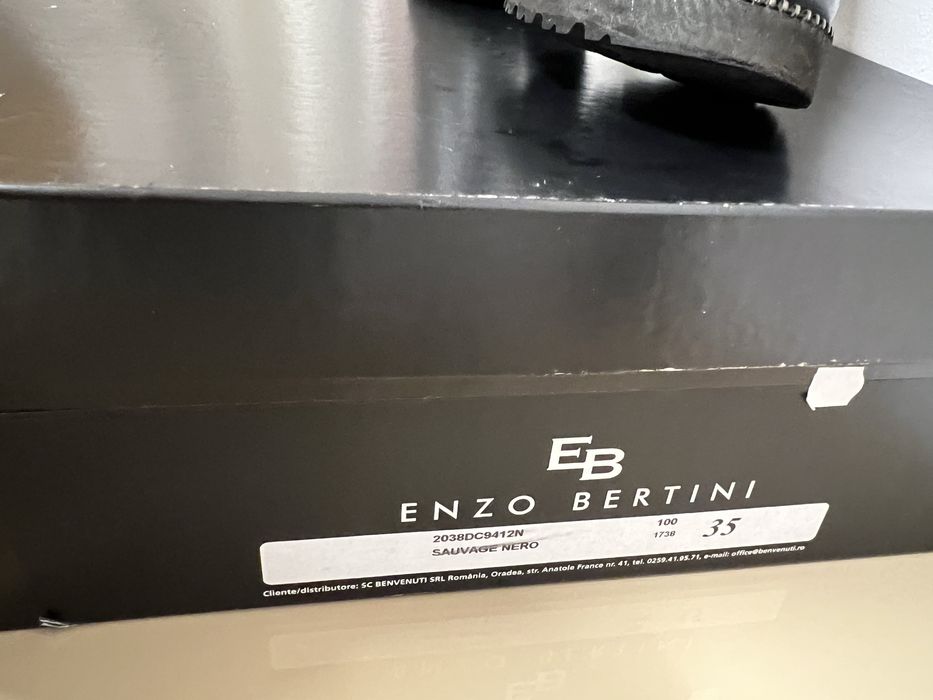 EB
ENZO BERTINI
2038DC9412N 100 35
SAUVAGE NERO 1738
Cliente/distributore: SC BENVENUTI SRL România, Oradea, str. Anatole France nr. 41, tel. 0259.41.95.71, e-mail: office@benvenuti.ro